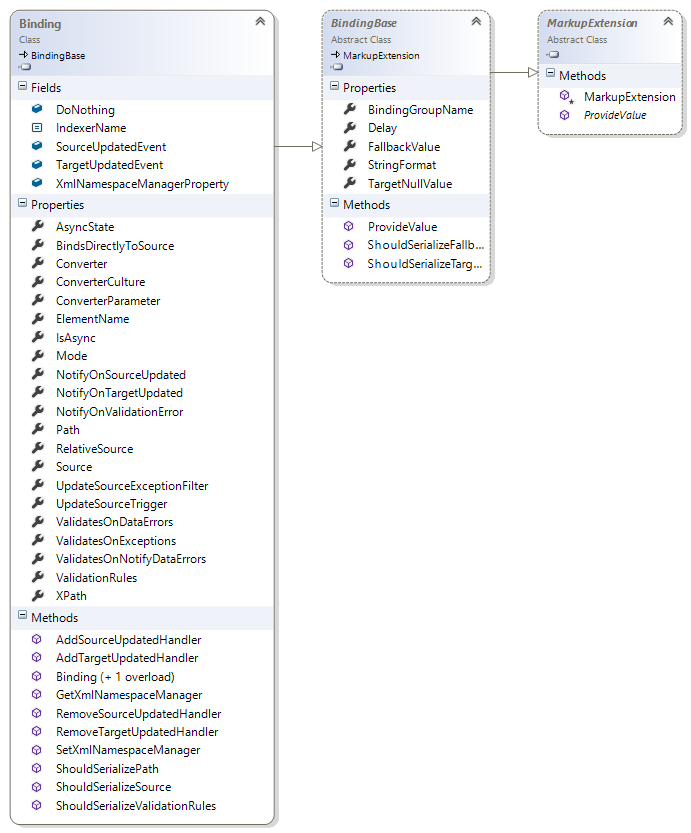 Binding
Class
BindingBase
Fields
DoNothing
IndexerName
SourceUpdatedEvent
TargetUpdatedEvent
XmlNamespaceManagerProperty
Properties
AsyncState
BindsDirectlyToSource
Converter
ConverterCulture
ConverterParameter
ElementName
IsAsync
Mode
NotifyOnSourceUpdated
NotifyOnTargetUpdated
NotifyOnValidationError
Path
RelativeSource
Source
UpdateSourceExceptionFilter
UpdateSourceTrigger
ValidatesOnDataErrors
ValidatesOnExceptions
ValidatesOnNotifyDataErrors
ValidationRules
XPath
Methods
AddSourceUpdatedHandler
AddTargetUpdatedHandler
Binding (+ 1 overload)
GetXmlNamespaceManager
RemoveSourceUpdatedHandler
RemoveTargetUpdatedHandler
SetXmlNamespaceManager
ShouldSerializePath
ShouldSerializeSource
ShouldSerializeValidationRules
BindingBase
Abstract Class
MarkupExtension
Properties
BindingGroupName
Delay
FallbackValue
StringFormat
TargetNullValue
Methods
ProvideValue
ShouldSerializeFallb...
ShouldSerializeTarg...
MarkupExtension
Abstract Class
Methods
MarkupExtension
ProvideValue